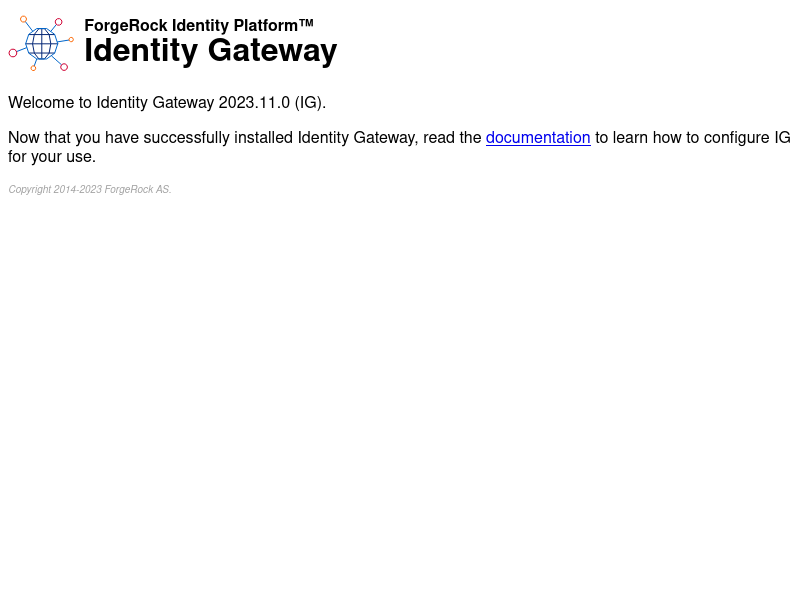 ForgeRock Identity Platform™
Identity Gateway
Welcome to Identity Gateway 2023.11.0 (IG).
Now that you have successfully installed Identity Gateway, read the documentation to learn how to configure IG
for your use.
Copyright 2014-2023 ForgeRock AS.